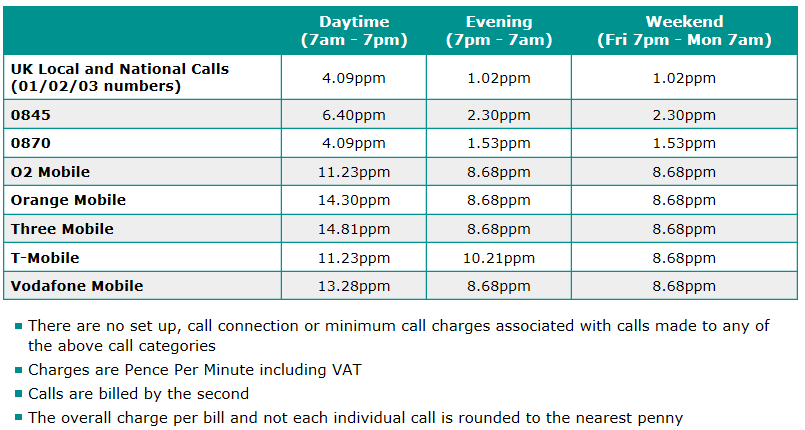 Daytime Evening Weekend
(7am - 7pm) (7pm - 7am) (Fri 7pm - Mon 7am)
UK Local and National Calls
(01/02/03 numbers) 4.09ppm 1.02ppm 1.02ppm
0845 6.40ppm 2.30ppm 2.30ppm
0870 4.09ppm 1.53ppm 1.53ppm
O2 Mobile 11.23ppm 8.68ppm 8.68ppm
Orange Mobile 14.30ppm 8.68ppm 8.68ppm
Three Mobile 14.81ppm 8.68ppm 8.68ppm
T-Mobile 11.23ppm 10.21ppm 8.68ppm
Vodafone Mobile 13.28ppm 8.68ppm 8.68ppm
There are no set up, call connection or minimum call charges associated with calls made to any of
the above call categories
Charges are Pence Per Minute including VAT
Calls are billed by the second
The overall charge per bill and not each individual call is rounded to the nearest penny